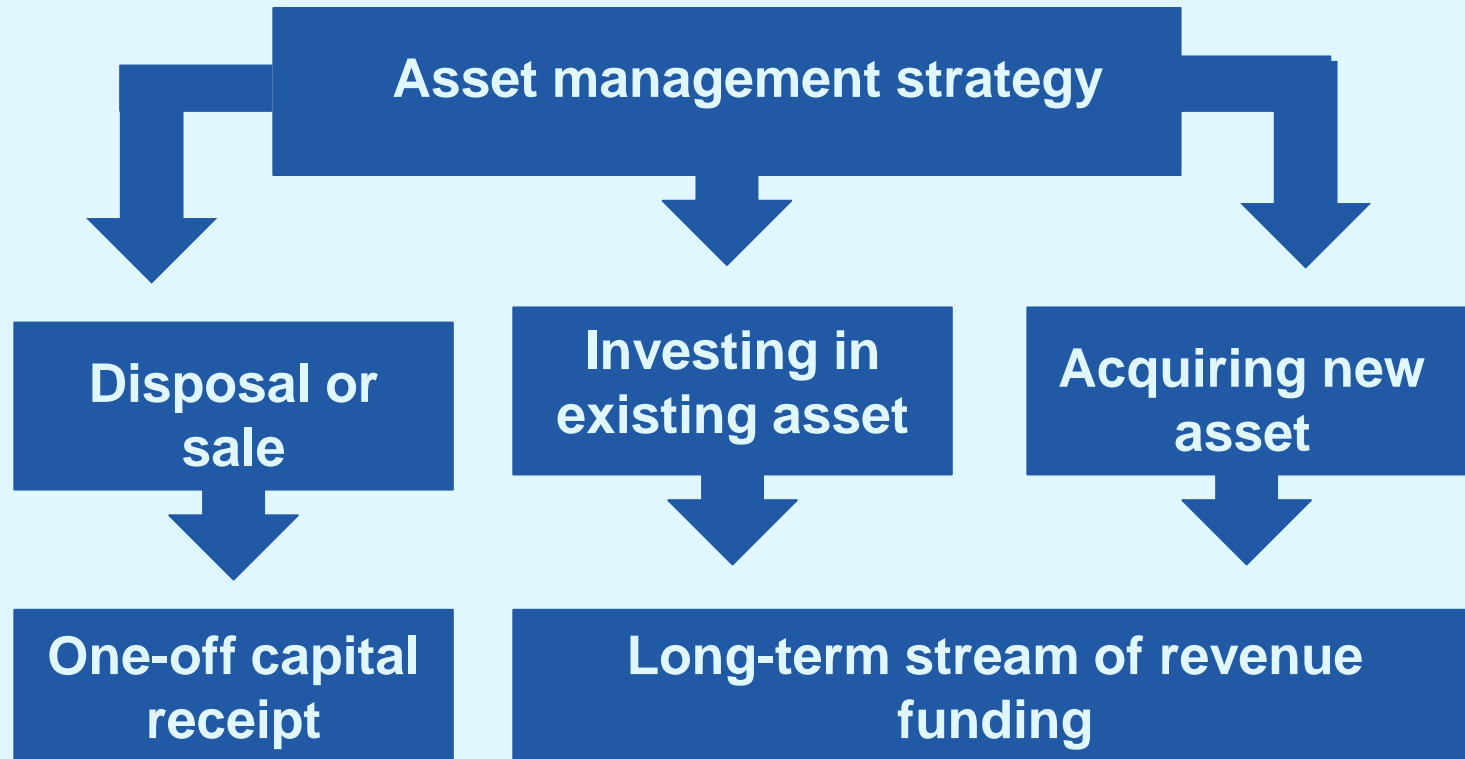 Asset management strategy
Disposal or
sale
Investing in
existing asset
Acquiring new
asset
One-off capital
receipt
Long-term stream of revenue
funding